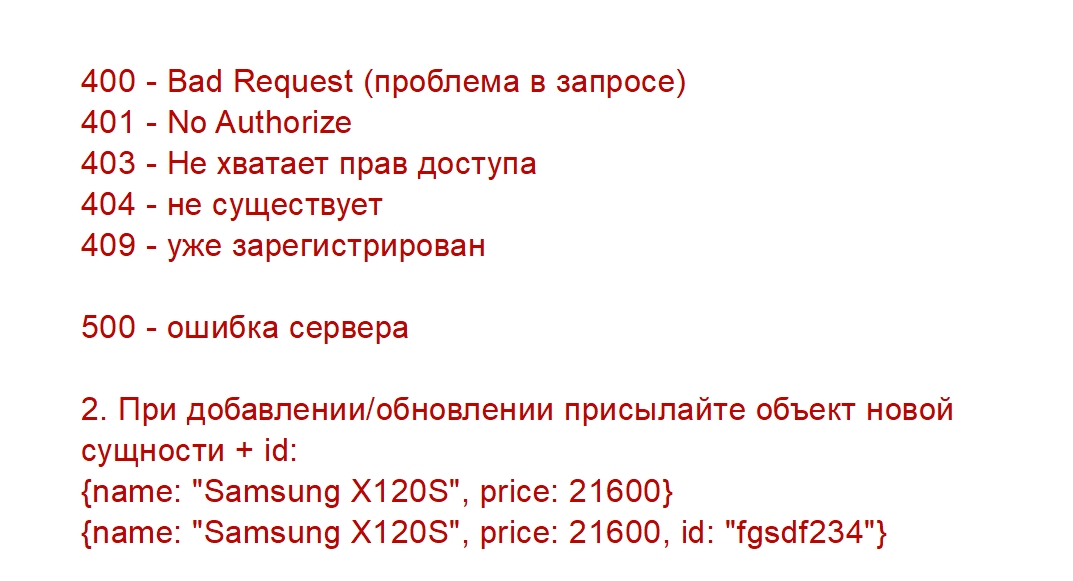 400 - Bad Request (проблема в запросе)
401 - No Authorize
403 - Не хватает прав доступа
404 - не существует
409 - уже зарегистрирован
500 - ошибка сервера
2. При добавлении/обновлении присылайте объект новой
сущности + id:
{name: "Samsung X120S", price: 21600}
{name: "Samsung X120S", price: 21600, id: "fgsdf234"}